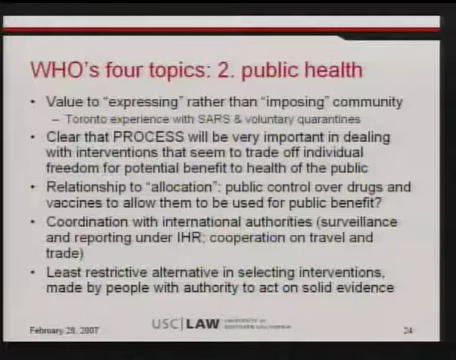 WHO's four topics: 2. public health
• Value to "expressing" rather than "imposing" community
– Toronto experience with SARS & voluntary quarantines
• Clear that PROCESS will be very important in dealing
with interventions that seem to trade off individual
freedom for potential benefit to health of the public
• Relationship to "allocation": public control over drugs and
vaccines to allow them to be used for public benefit?
• Coordination with international authorities (surveillance
and reporting under IHR; cooperation on travel and
trade)
• Least restrictive alternative in selecting interventions,
made by people with authority to act on solid evidence
February 28, 2007
USC|LAW
UNIVERSITY OF
SOUTHERN CALIFORNIA
24